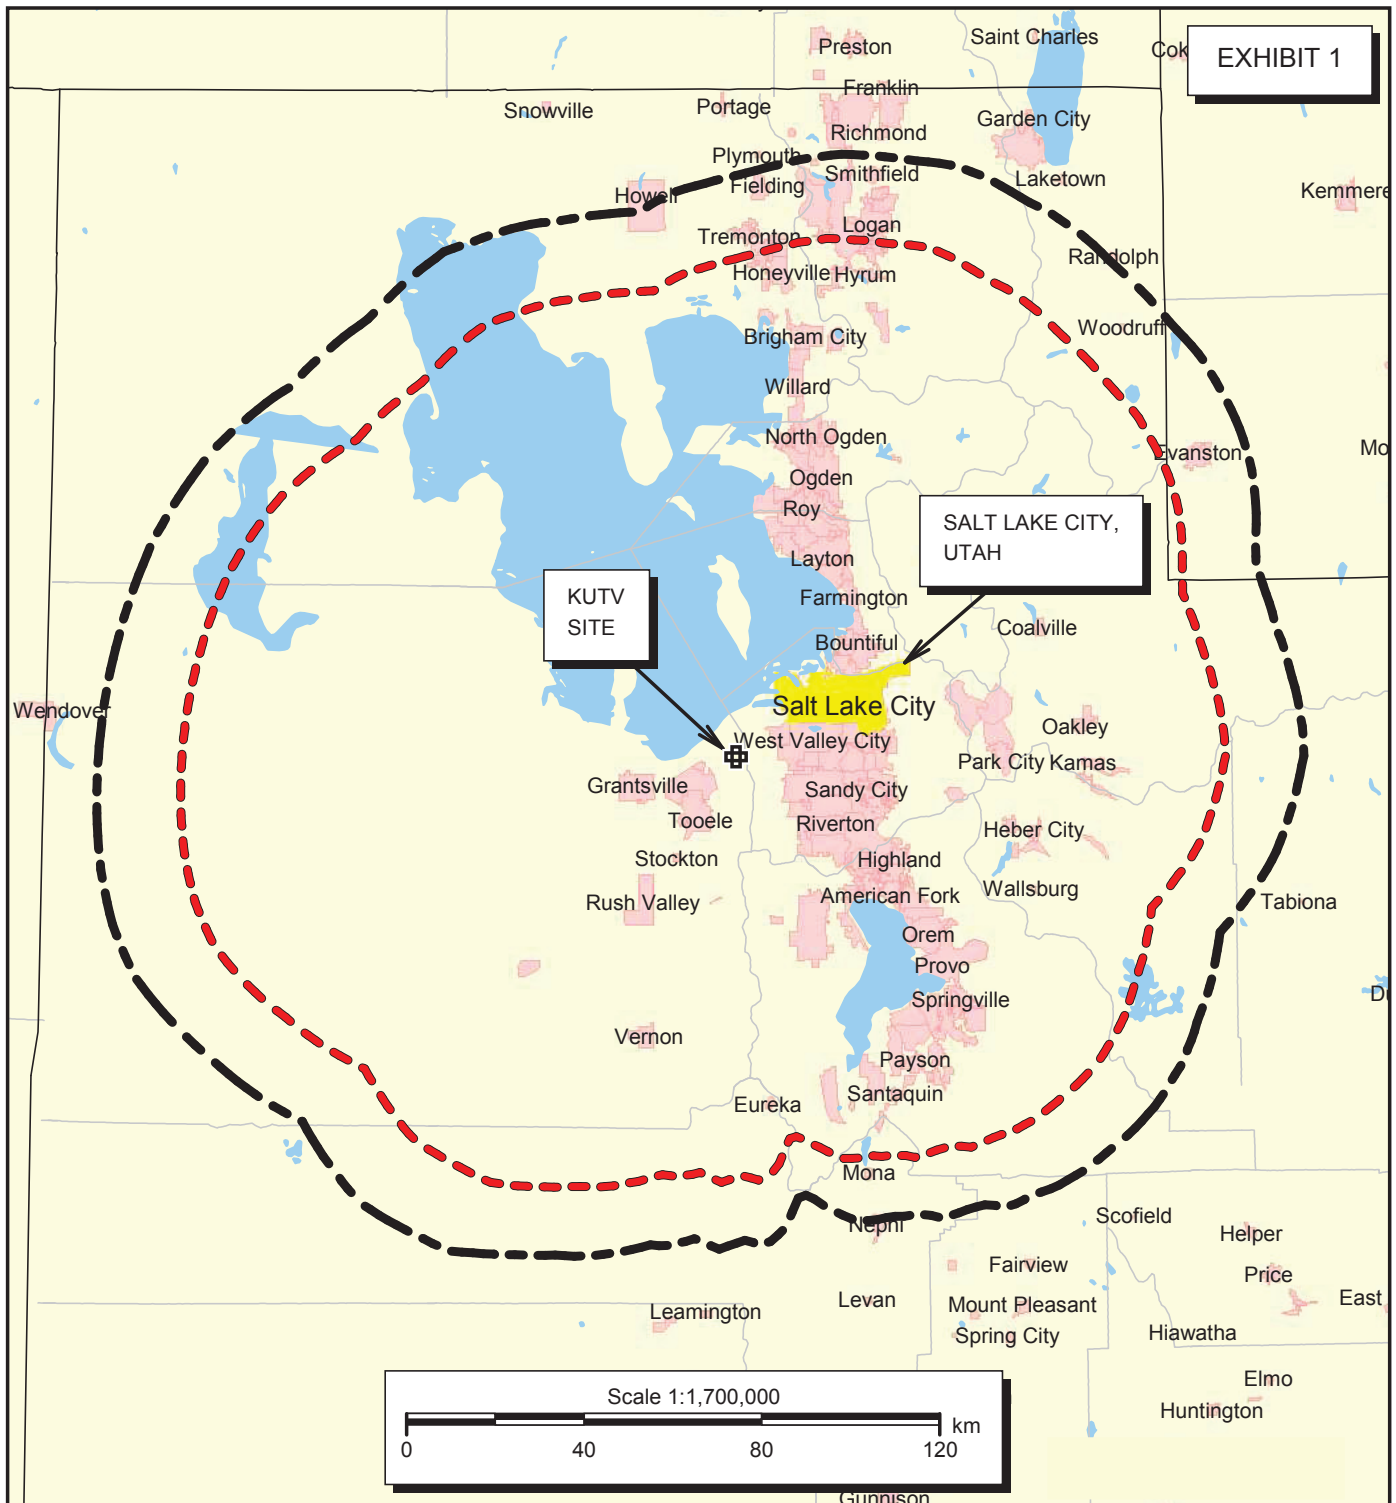 Preston
Saint Charles
Cok
EXHIBIT 1
Franklin
Snowville
Portage
Garden City
Richmond
Plymouth
Smithfield
Fielding
Laketown
Howell
Kemmere
Logan
Tremonton
Randolph
Honeyville
Hyrum
Woodruff
Brigham City
Willard
North Ogden
Evanston
Mo
Ogden
Roy
SALT LAKE CITY,
UTAH
Layton
KUTV
SITE
Farmington
Coalville
Bountiful
Salt Lake City
Wendover
Oakley
West Valley City
Park City
Kamas
Grantsville
Sandy City
Tooele
Riverton
Heber City
Stockton
Highland
Wallsburg
American Fork
Rush Valley
Tabiona
Orem
Provo
Springville
Vernon
Payson
Santaquin
Eureka
Mona
Scofield
Nephi
Helper
Fairview
Price
Levan
Mount Pleasant
East
Leamington
Spring City
Hiawatha
Elmo
Huntington
Scale 1:1,700,000
km
0 40 80 120
Gunnison